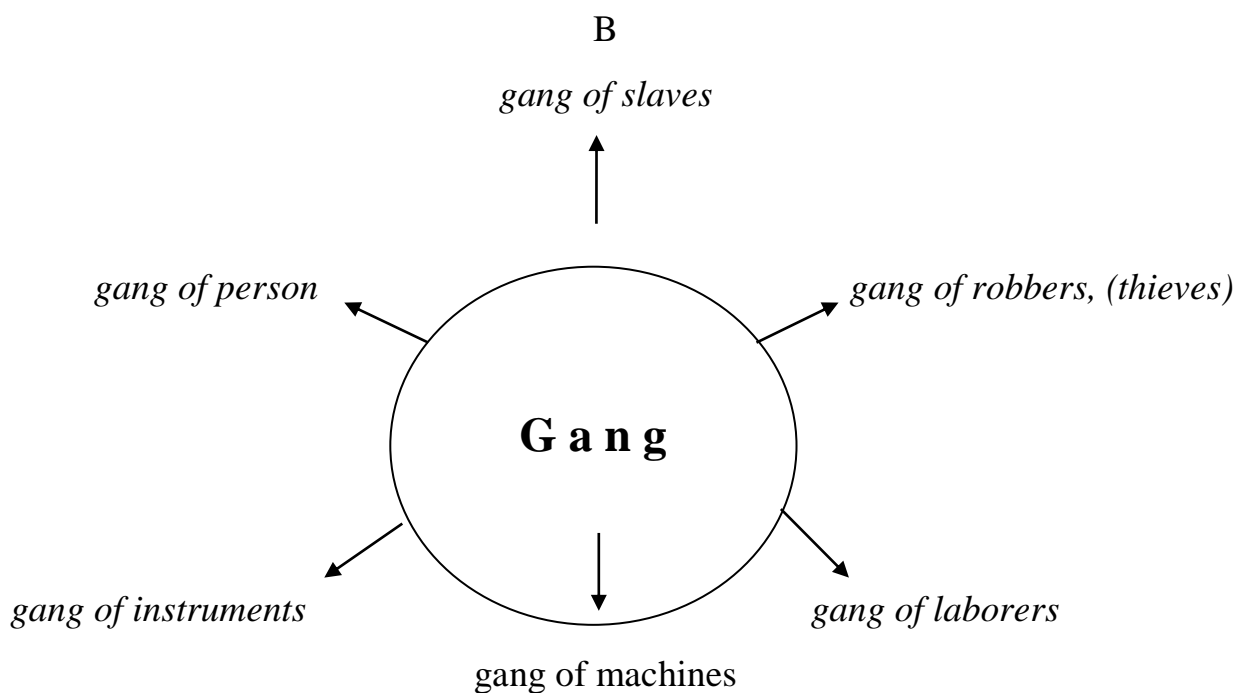 B
gang of slaves
gang of person
gang of robbers, (thieves)
G a n g
gang of instruments
gang of laborers
gang of machines